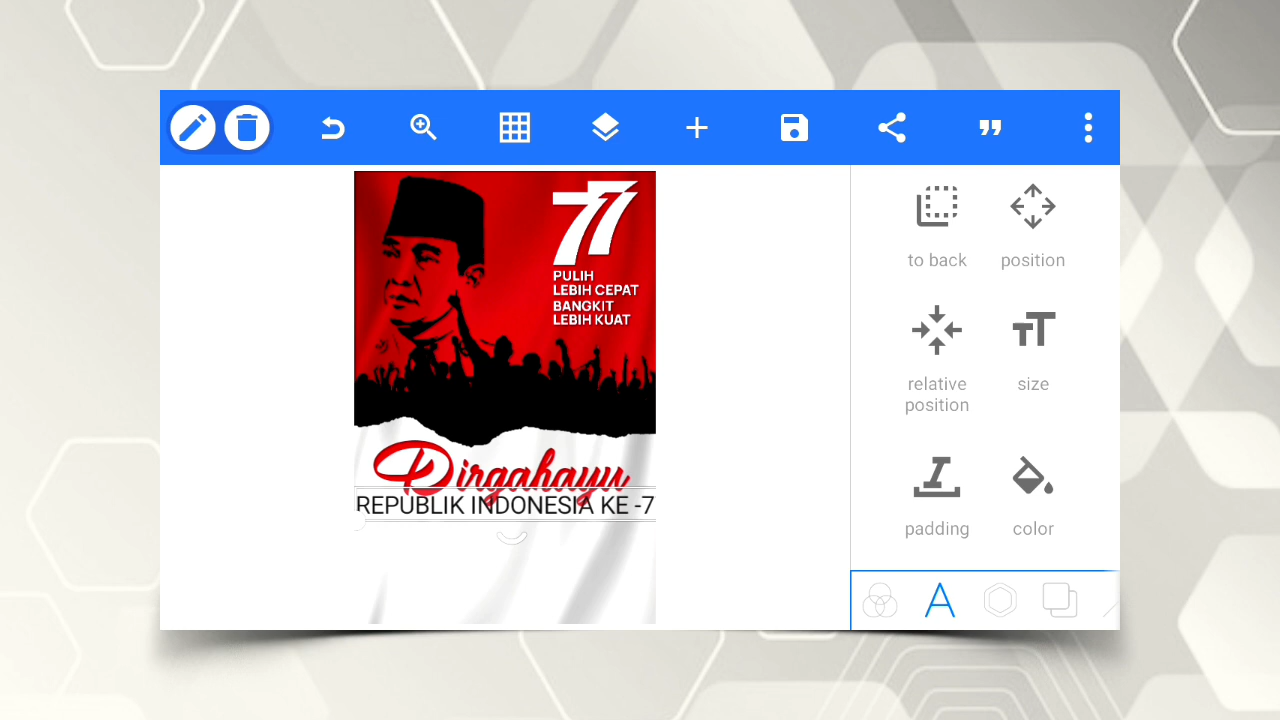 77
PULIH
LEBIH CEPAT
BANGKIT
LEBIH KUAT
Dirgahayu
REPUBLIK INDONESIA KE -7
to back
position
relative
position
size
padding
color